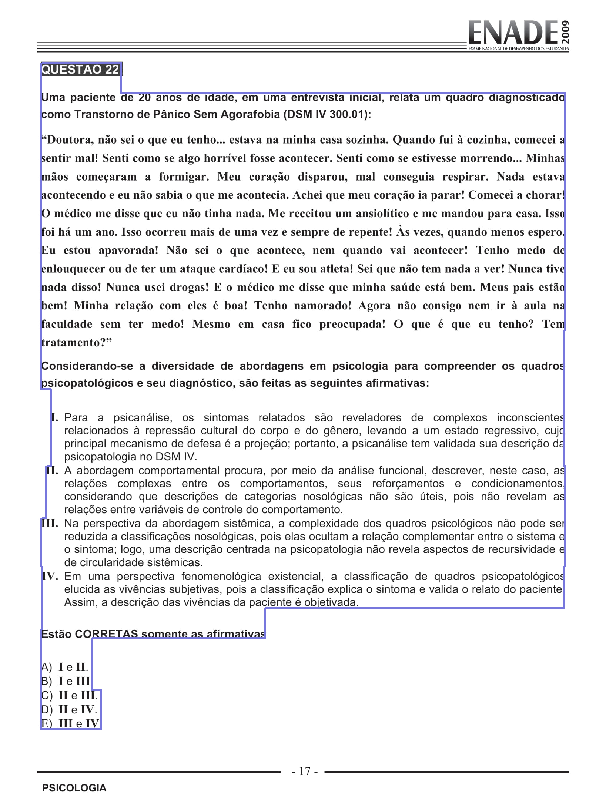 ENADE 2009
EXAME NACIONAL DE DESEMPENHO DOS ESTUDANTES
QUESTÃO 22
Uma paciente de 20 anos de idade, em uma entrevista inicial, relata um quadro diagnosticado
como Transtorno de Pânico Sem Agorafobia (DSM IV 300.01):
“Doutora, não sei o que eu tenho... estava na minha casa sozinha. Quando fui à cozinha, comecei a
sentir mal! Senti como se algo horrível fosse acontecer. Senti como se estivesse morrendo... Minhas
mãos começaram a formigar. Meu coração disparou, mal conseguia respirar. Nada estava
acontecendo e eu não sabia o que me acontecia. Achei que meu coração ia parar! Comecei a chorar!
O médico me disse que eu não tinha nada. Me receitou um ansiolítico e me mandou para casa. Isso
foi há um ano. Isso ocorreu mais de uma vez e sempre de repente! Às vezes, quando menos espero.
Eu estou apavorada! Não sei o que acontece, nem quando vai acontecer! Tenho medo de
enlouquecer ou de ter um ataque cardíaco! E eu sou atleta! Sei que não tem nada a ver! Nunca tive
nada disso! Nunca usei drogas! E o médico me disse que minha saúde está bem. Meus pais estão
bem! Minha relação com eles é boa! Tenho namorado! Agora não consigo nem ir à aula na
faculdade sem ter medo! Mesmo em casa fico preocupada! O que é que eu tenho? Tem
tratamento?”
Considerando-se a diversidade de abordagens em psicologia para compreender os quadros
psicopatológicos e seu diagnóstico, são feitas as seguintes afirmativas:
I. Para a psicanálise, os sintomas relatados são reveladores de complexos inconscientes
relacionados à repressão cultural do corpo e do gênero, levando a um estado regressivo, cujo
principal mecanismo de defesa é a projeção; portanto, a psicanálise tem validada sua descrição da
psicopatologia no DSM IV.
II. A abordagem comportamental procura, por meio da análise funcional, descrever, neste caso, as
relações complexas entre os comportamentos, seus reforçamentos e condicionamentos,
considerando que descrições de categorias nosológicas não são úteis, pois não revelam as
relações entre variáveis de controle do comportamento.
III. Na perspectiva da abordagem sistêmica, a complexidade dos quadros psicológicos não pode ser
reduzida a classificações nosológicas, pois elas ocultam a relação complementar entre o sistema e
o sintoma; logo, uma descrição centrada na psicopatologia não revela aspectos de recursividade e
de circularidade sistêmicas.
IV. Em uma perspectiva fenomenológica existencial, a classificação de quadros psicopatológicos
elucida as vivências subjetivas, pois a classificação explica o sintoma e valida o relato do paciente.
Assim, a descrição das vivências da paciente é objetivada.
Estão CORRETAS somente as afirmativas
A) I e II.
B) I e III.
C) II e III.
D) II e IV.
E) III e IV.
- 17 -
PSICOLOGIA